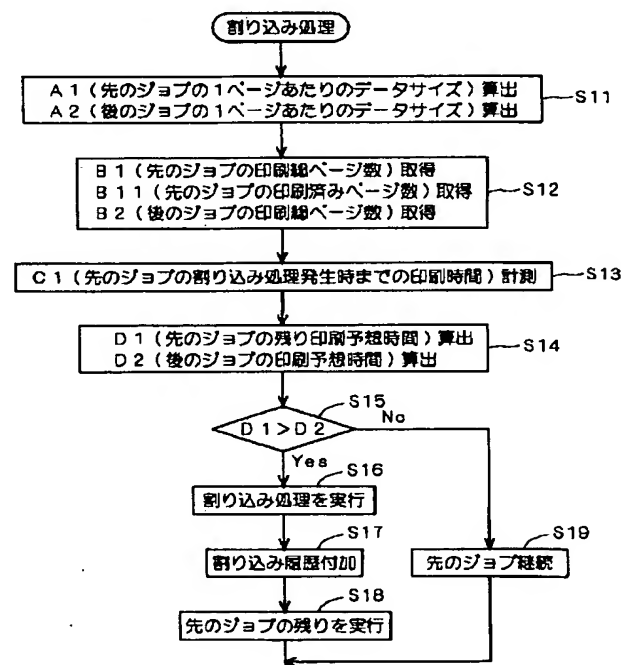 割り込み処理
A1(先のジョブの1ページあたりのデータサイズ)算出
A2(後のジョブの1ページあたりのデータサイズ)算出
S11
B1(先のジョブの印刷総ページ数)取得
B11(先のジョブの印刷済みページ数)取得
B2(後のジョブの印刷総ページ数)取得
S12
C1(先のジョブの割り込み処理発生時までの印刷時間)計測
S13
D1(先のジョブの残り印刷予想時間)算出
D2(後のジョブの印刷予想時間)算出
S14
S15
D1>D2
No
Yes
S16
割り込み処理を実行
S17
割り込み履歴付加
S19
先のジョブ継続
S18
先のジョブの残りを実行